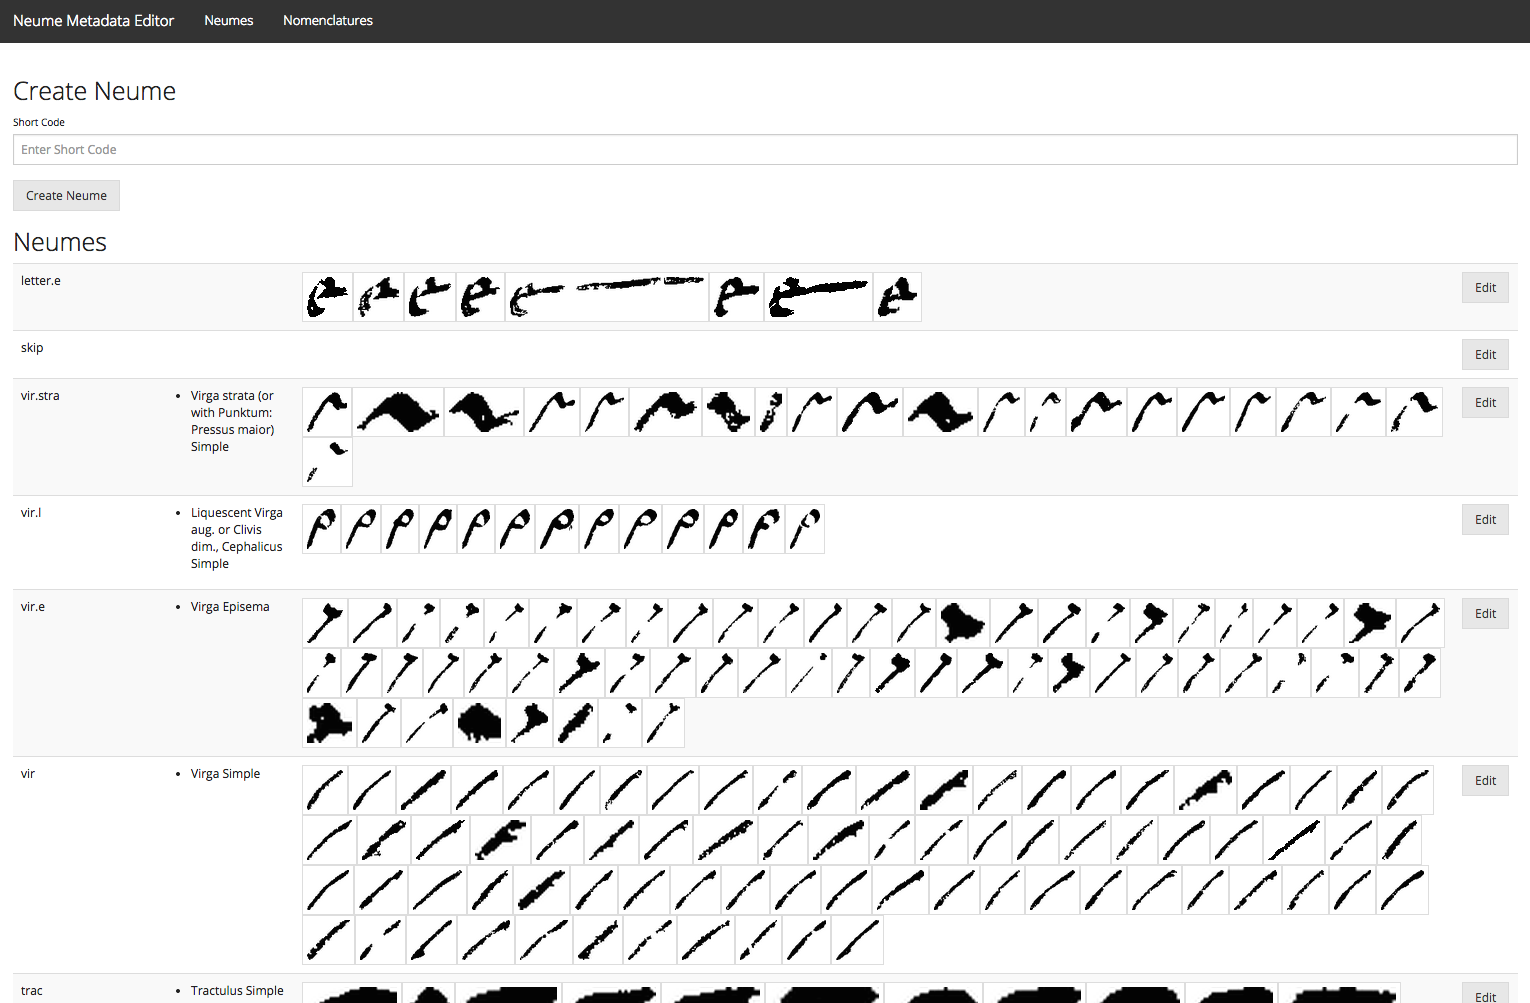 Neume Metadata Editor Neumes Nomenclatures
Create Neume
Short Code
Enter Short Code
Create Neume
Neumes
letter.e Edit
skip Edit
vir.stra • Virga strata (or Edit
with Punktum:
Pressus maior)
Simple
vir.l • Liquescent Virga Edit
aug. or Clivis
dim., Cephalicus
Simple
vir.e • Virga Episema Edit
vir • Virga Simple Edit
trac • Tractulus Simple Edit